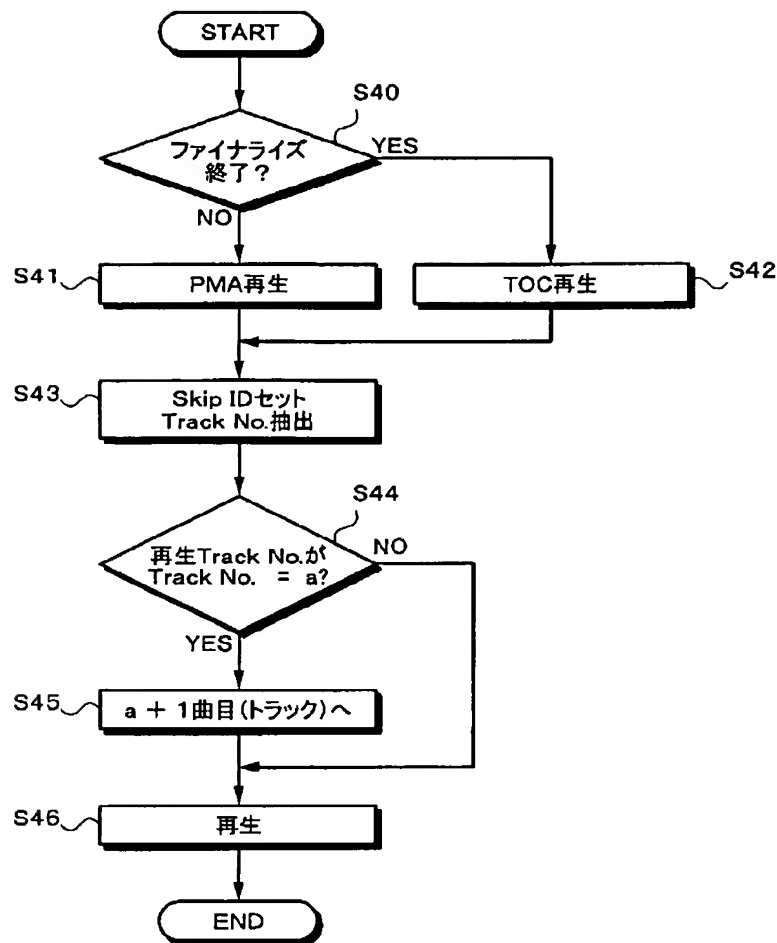 START
S40
ファイナライズ
終了？
YES
NO
S41
PMA再生
TOC再生
S42
S43
Skip IDセット
Track No.抽出
S44
再生Track No.が
Track No. = a?
NO
YES
S45
a + 1曲目(トラック)へ
S46
再生
END